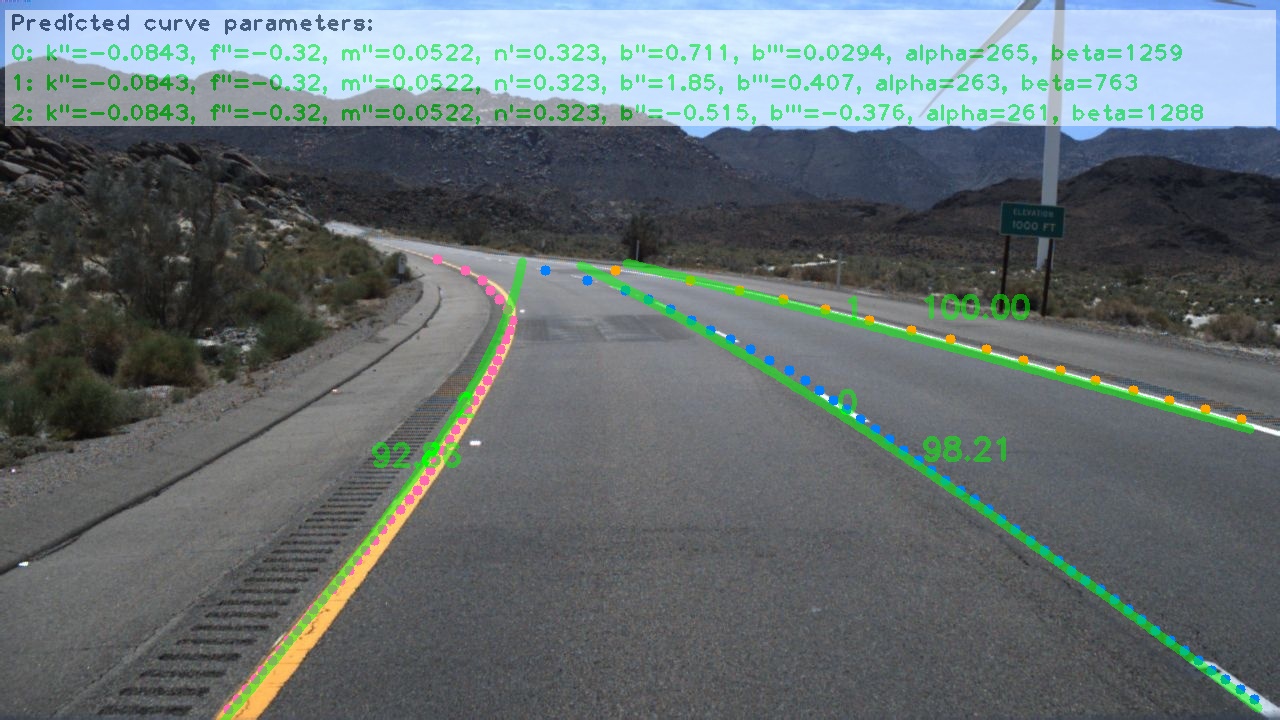 Predicted curve parameters:
0: k''=-0.0843, f''=-0.32, m''=0.0522, n'=0.323, b''=0.711, b'''=0.0294, alpha=265, beta=1259
1: k''=-0.0843, f''=-0.32, m''=0.0522, n'=0.323, b''=1.85, b'''=0.407, alpha=263, beta=763
2: k''=-0.0843, f''=-0.32, m''=0.0522, n'=0.323, b''=-0.515, b'''=-0.376, alpha=261, beta=1288
ELEVATION
1000 FT
1 100.00
0
98.21